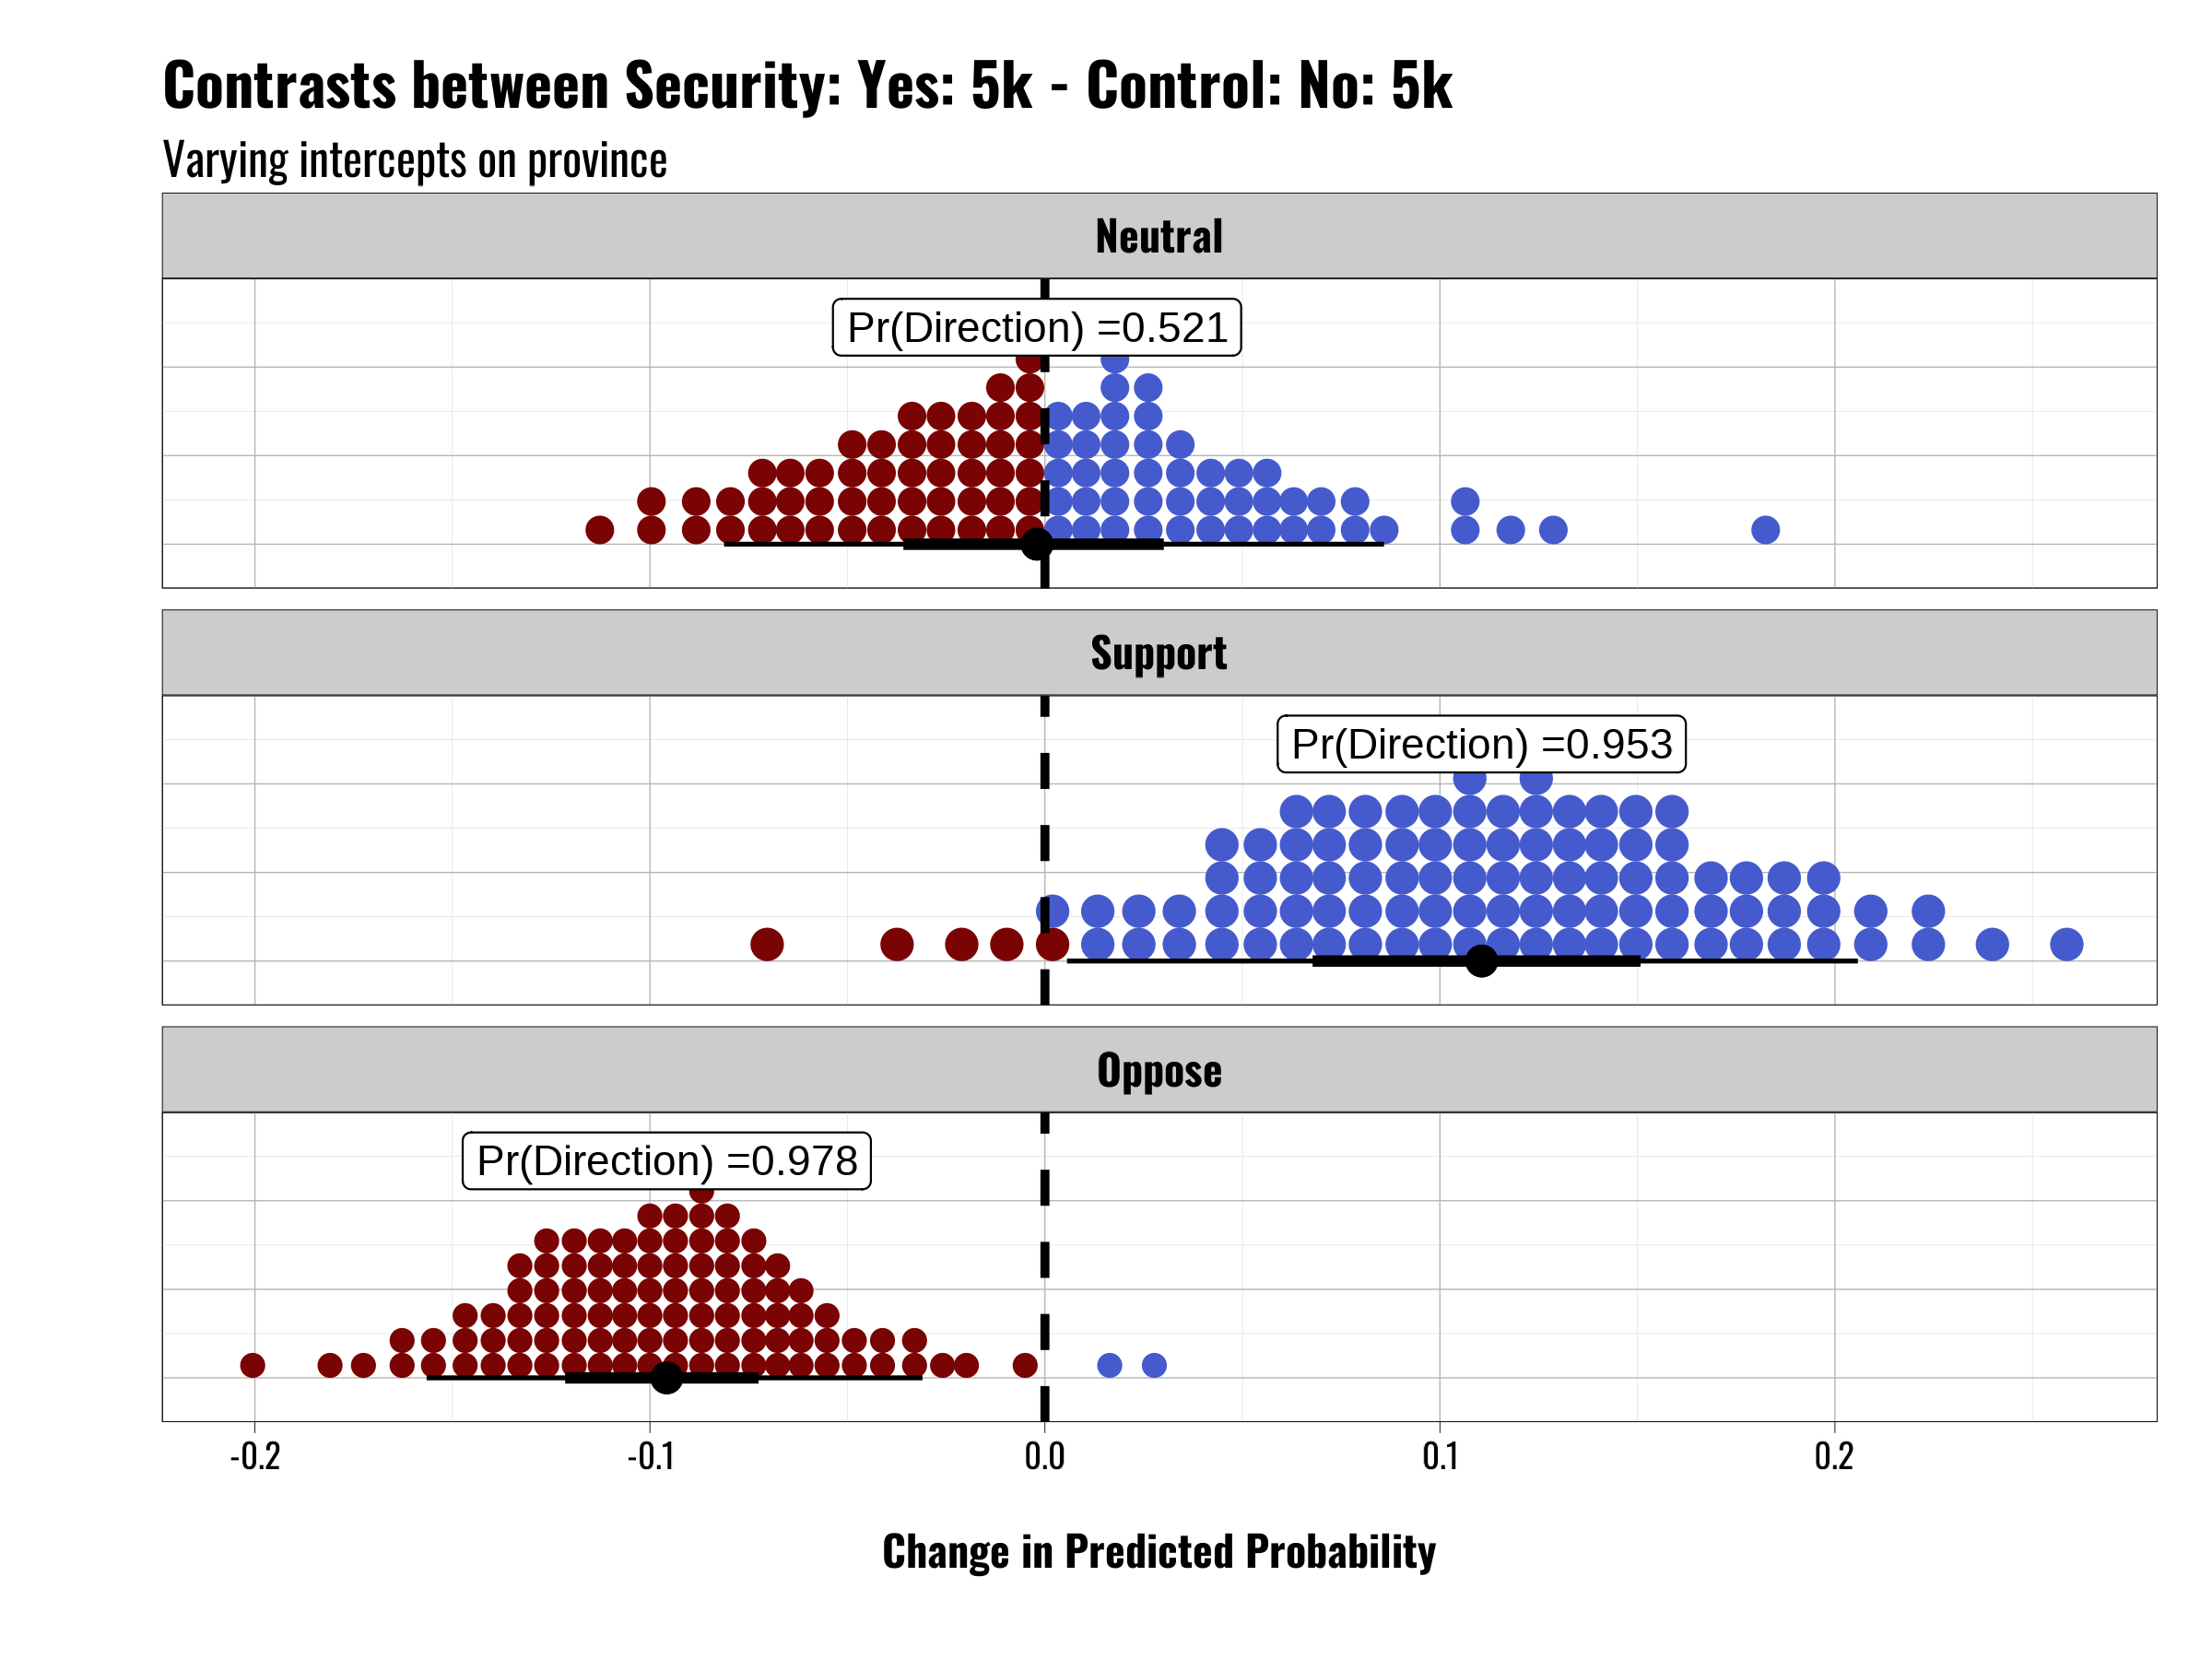 Contrasts between Security: Yes: 5k - Control: No: 5k
Varying intercepts on province
Neutral
Pr(Direction) =0.521
Support
Pr(Direction) =0.953
Oppose
Pr(Direction) =0.978
-0.2 -0.1 0.0 0.1 0.2
Change in Predicted Probability